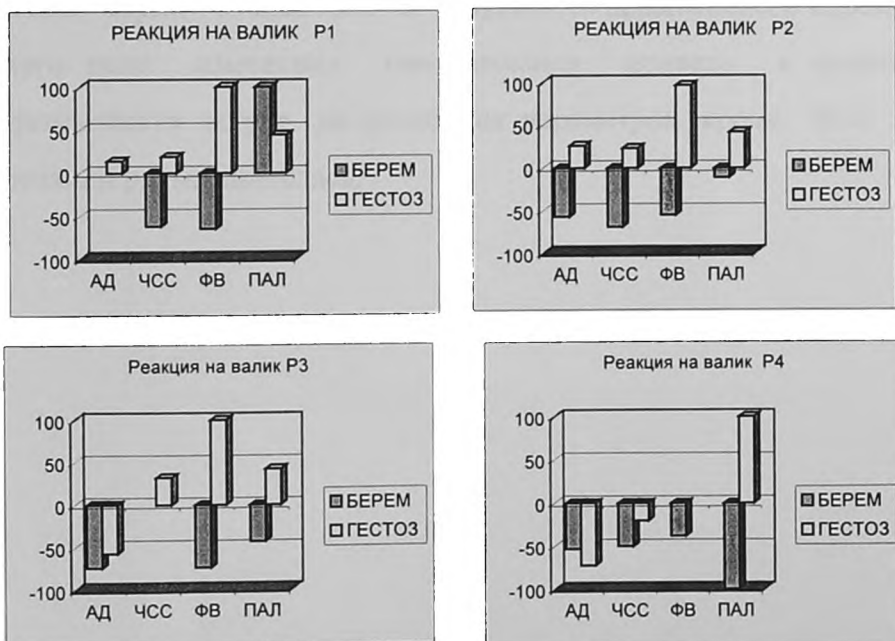 РЕАКЦИЯ НА ВАЛИК Р1
100
50
0
-50
-100
АД ЧСС ФВ ПАЛ
БЕРЕМ
ГЕСТОЗ
РЕАКЦИЯ НА ВАЛИК Р2
100
50
0
-50
-100
АД ЧСС ФВ ПАЛ
БЕРЕМ
ГЕСТОЗ
Реакция на валик Р3
100
50
0
-50
-100
АД ЧСС ФВ ПАЛ
БЕРЕМ
ГЕСТОЗ
Реакция на валик Р4
100
50
0
-50
-100
АД ЧСС ФВ ПАЛ
БЕРЕМ
ГЕСТОЗ